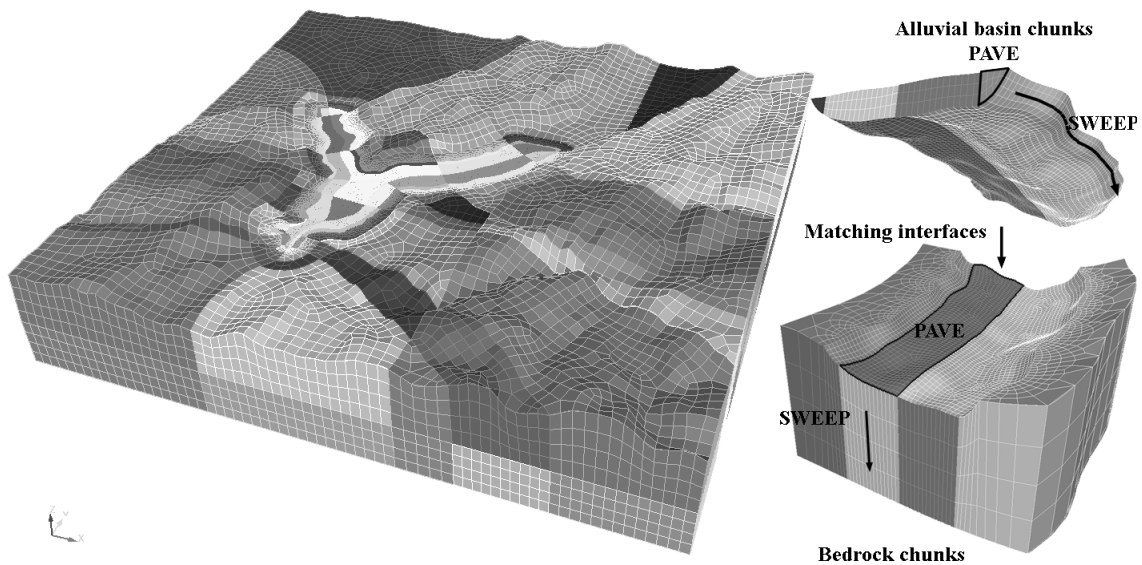 Alluvial basin chunks
PAVE
SWEEP
Matching interfaces
PAVE
SWEEP
Bedrock chunks
Z
Y
X